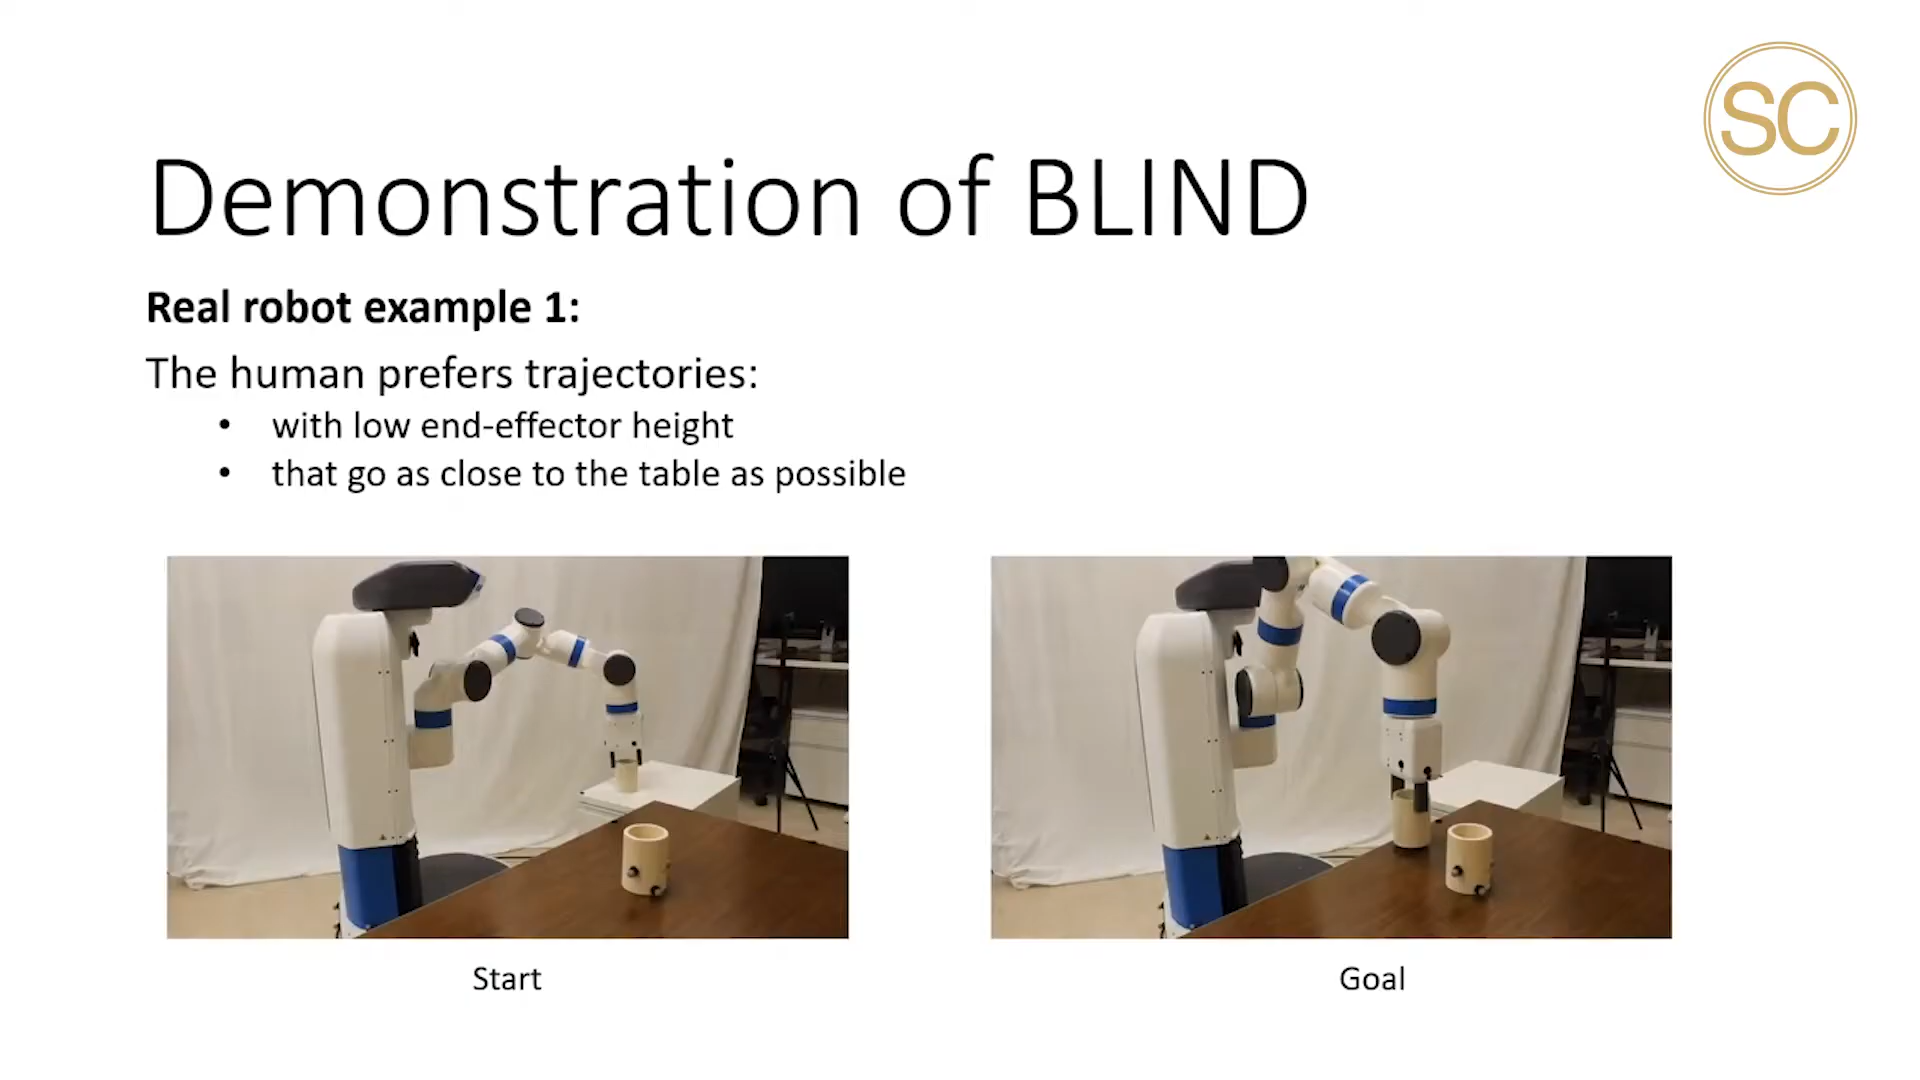 SC
Demonstration of BLIND
Real robot example 1:
The human prefers trajectories:
• with low end-effector height
• that go as close to the table as possible
Start
Goal